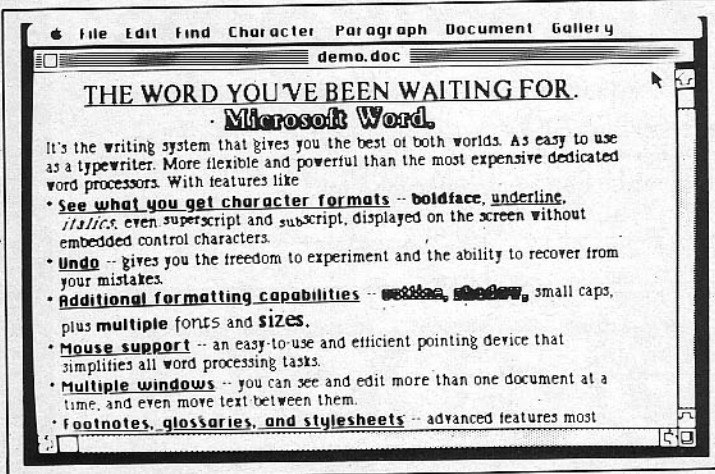 File Edit Find Character Paragraph Document Gallery
demo.doc
THE WORD YOU'VE BEEN WAITING FOR.
Microsoft Word.
It's the writing system that gives you the best of both worlds. As easy to use
as a typewriter. More flexible and powerful than the most expensive dedicated
word processors. With features like
• See what you get character formats -- boldface, underline,
italics, even superscript and subscript, displayed on the screen without
embedded control characters.
• Undo -- gives you the freedom to experiment and the ability to recover from
your mistakes.
• Additional formatting capabilities -- outline, shadow, small caps,
plus multiple fonts and sizes.
• Mouse support -- an easy-to-use and efficient pointing device that
simplifies all word processing tasks.
• Multiple windows -- you can see and edit more than one document at a
time, and even move text between them.
• Footnotes, glossaries, and stylesheets -- advanced features most